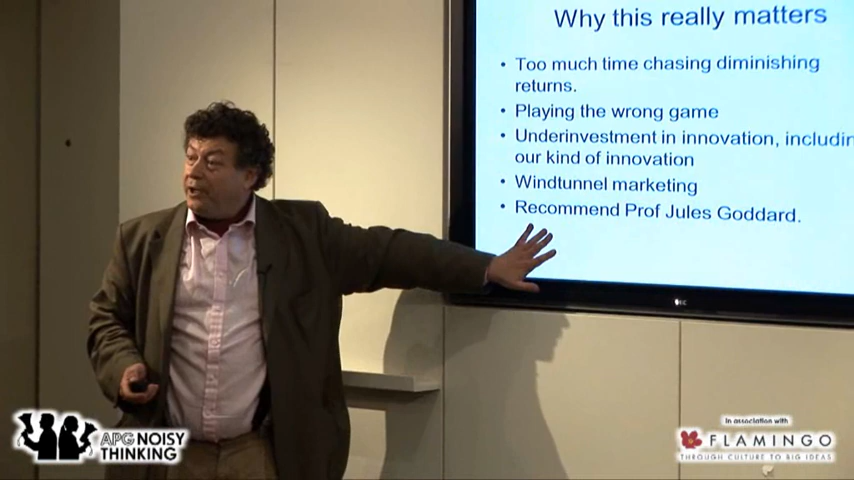 Why this really matters
• Too much time chasing diminishing
returns.
• Playing the wrong game
• Underinvestment in innovation, includin
our kind of innovation
• Windtunnel marketing
• Recommend Prof Jules Goddard.
APG NOISY
THINKING
In association with
FLAMINGO
THROUGH CULTURE TO BIG IDEAS